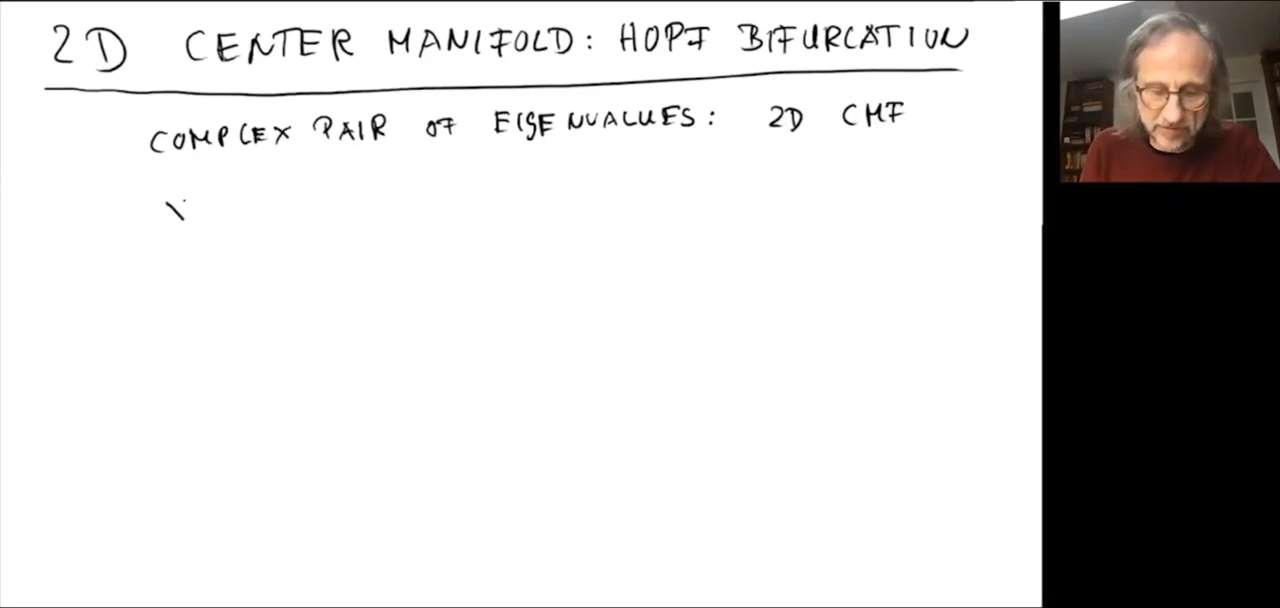 2D CENTER MANIFOLD: HOPF BIFURCATION
COMPLEX PAIR OF EIGENVALUES: 2D CMF